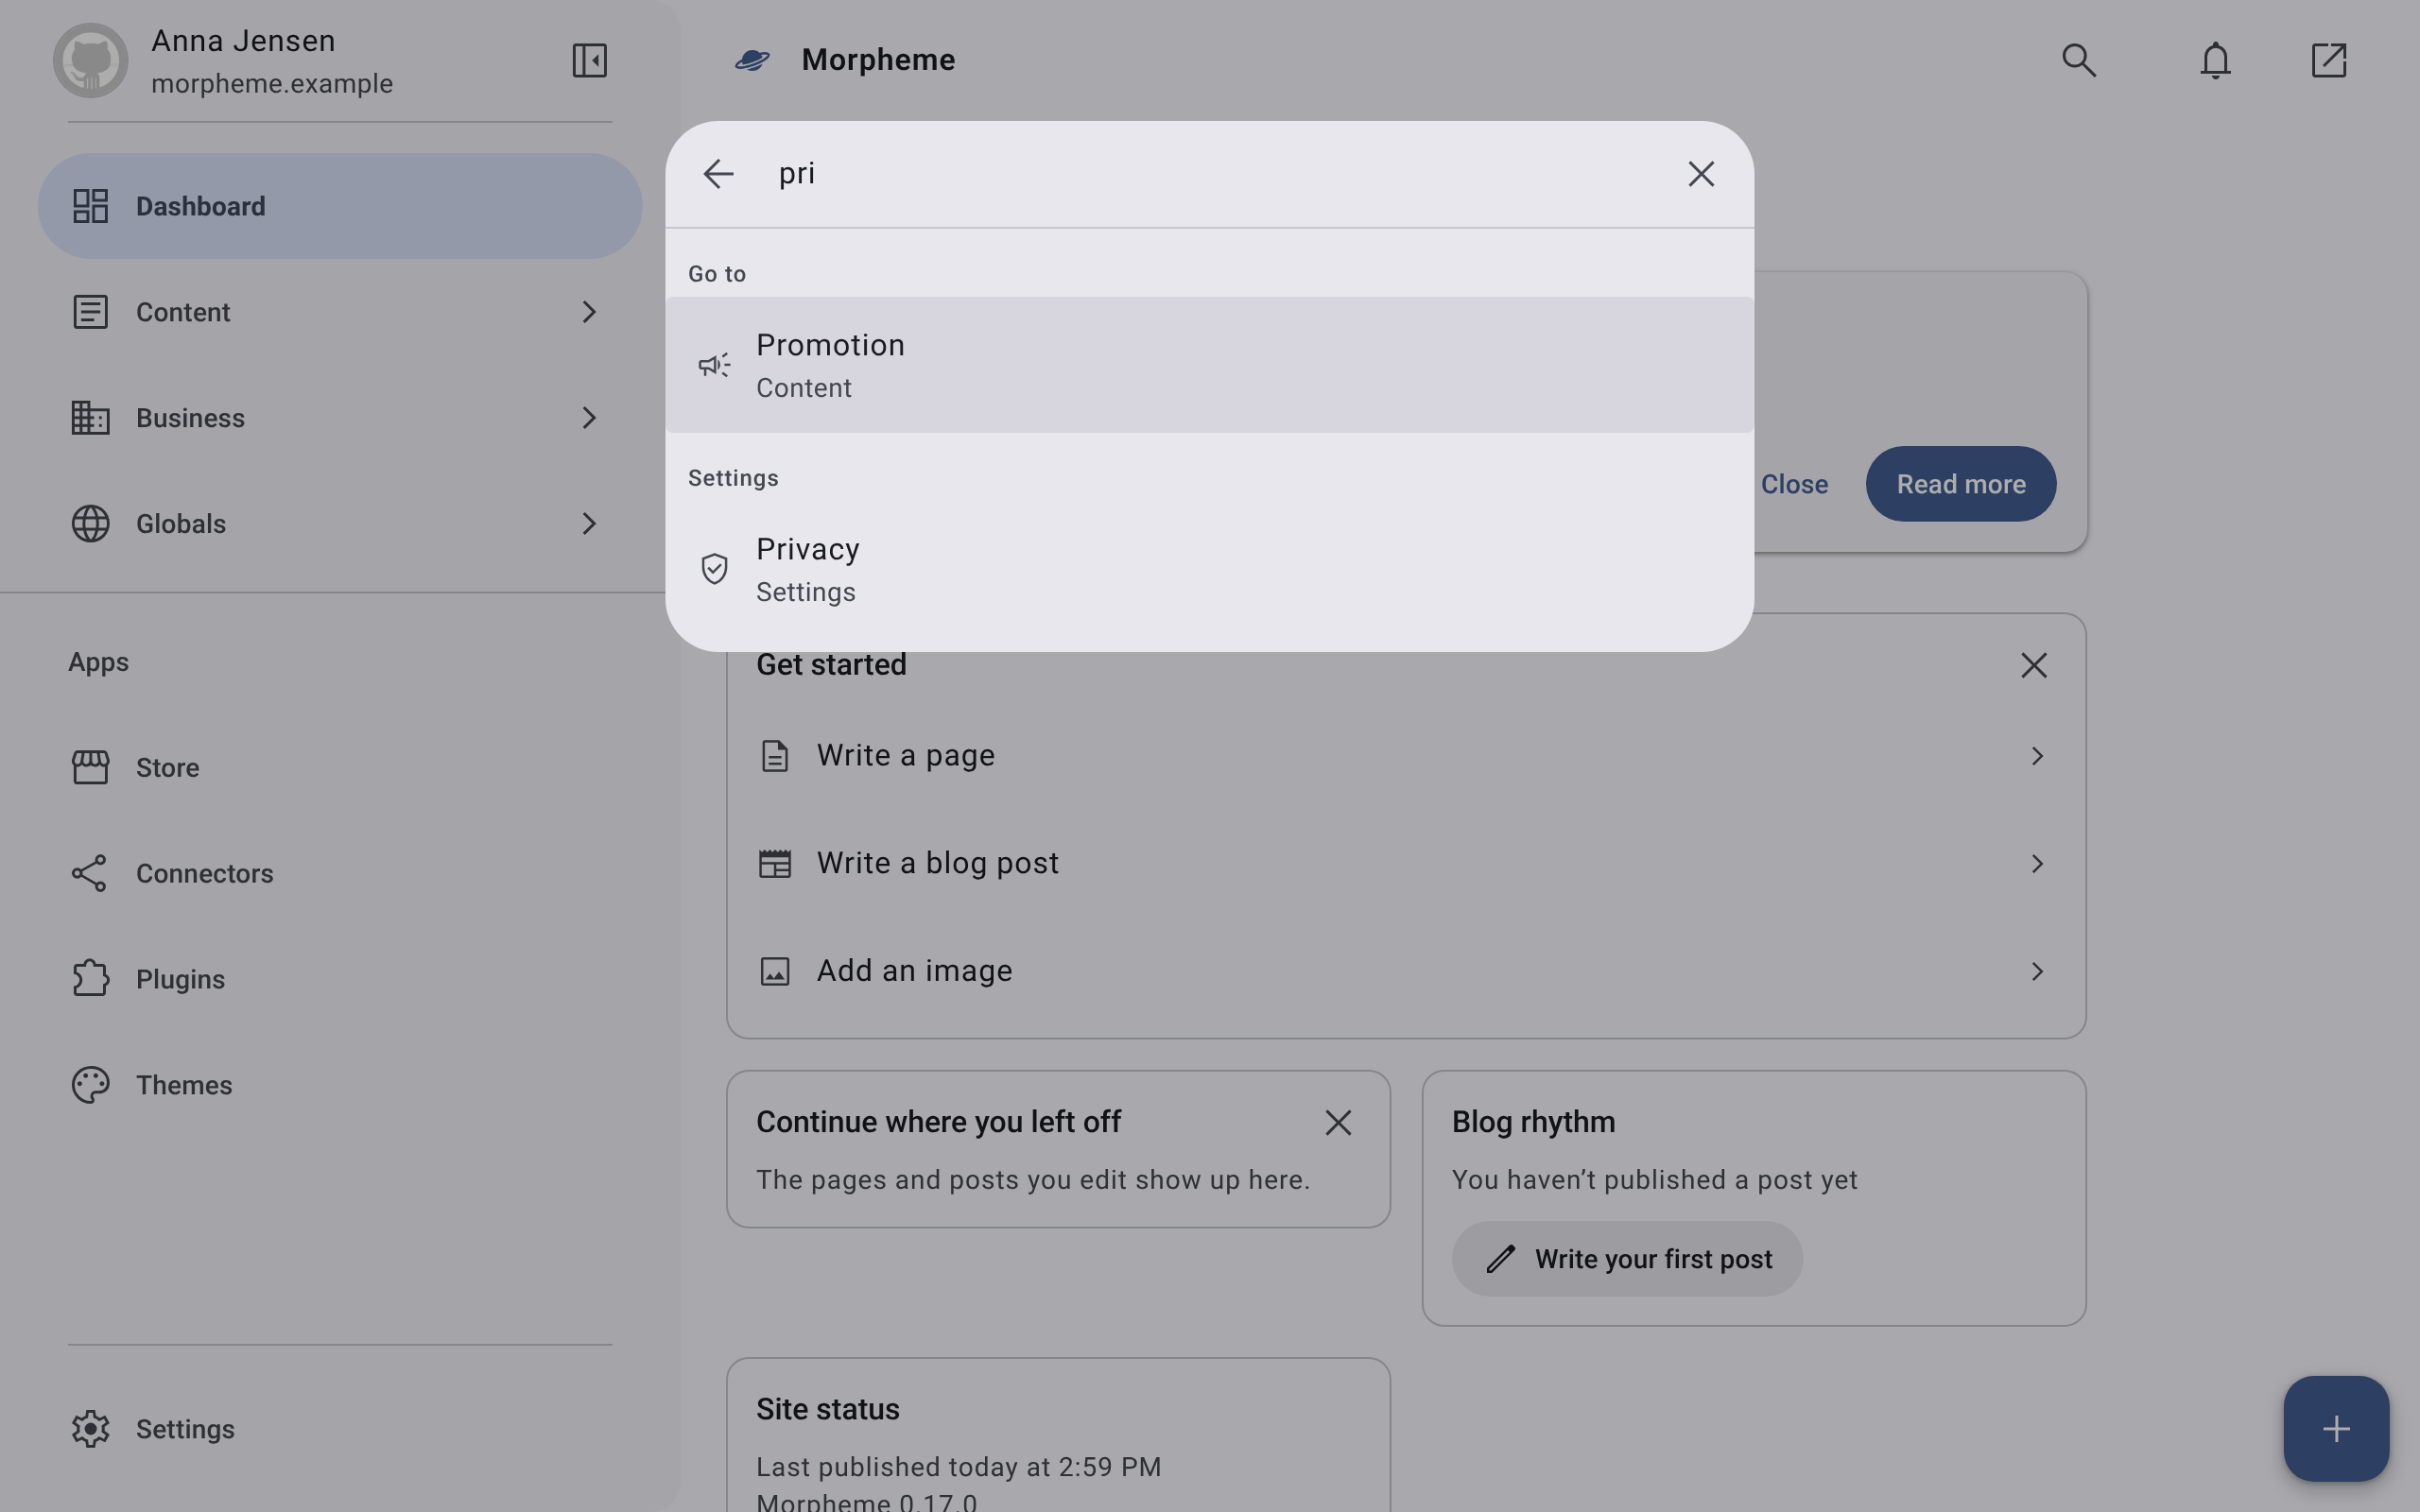 Anna Jensen
morpheme.example
Dashboard
Content
Business
Globals
Apps
Store
Connectors
Plugins
Themes
Settings
Morpheme
pri
Go to
Promotion
Content
Settings
Privacy
Settings
Close
Read more
Get started
Write a page
Write a blog post
Add an image
Continue where you left off
The pages and posts you edit show up here.
Blog rhythm
You haven’t published a post yet
Write your first post
Site status
Last published today at 2:59 PM
Morpheme 0.17.0